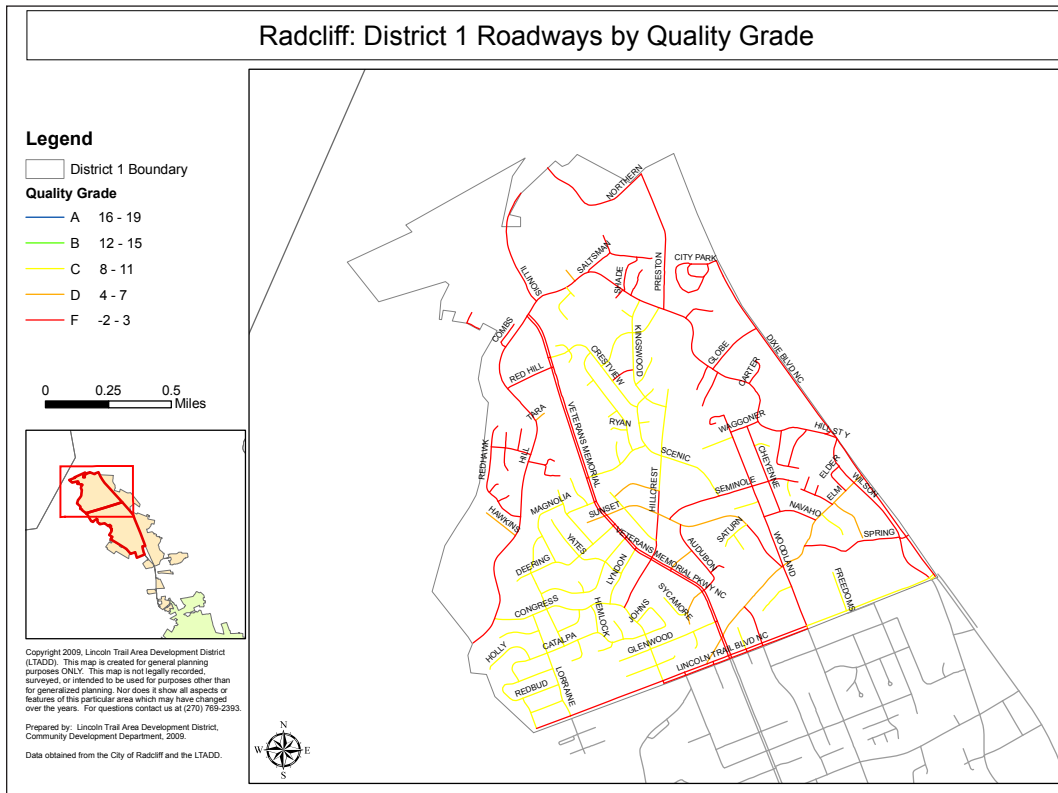 Radcliff: District 1 Roadways by Quality Grade
Legend
District 1 Boundary
Quality Grade
A 16 - 19
B 12 - 15
C 8 - 11
D 4 - 7
F -2 - 3
0 0.25 0.5
Miles
Copyright 2009, Lincoln Trail Area Development District
(LTADD). This map is created for general planning
purposes ONLY. This map is not legally recorded,
surveyed, or intended to be used for purposes other than
for generalized planning. Nor does it show all aspects or
features of this particular area which may have changed
over the years. For questions contact us at (270) 769-2393.
Prepared by: Lincoln Trail Area Development District,
Community Development Department, 2009.
Data obtained from the City of Radcliff and the LTADD.
N
W E
S
NORTHERN
SALTSMAN
CITY PARK
SHADE
PRESTON
ILLINOIS
COMBS
KINGSWOOD
DIXIE BLVD NC
GLOBE
CRESTVIEW
RED HILL
CARTER
TARA
VETERANS MEMORIAL
RYAN
WAGGONER
HILL ST Y
REDHAWK
HILL
SCENIC
CHEYENNE
ELDER
WILSON
HILLCREST
SEMINOLE
ELM
MAGNOLIA
SUNSET
NAVAHO
HAWKINS
SATURN
SPRING
YATES
VETERANS MEMORIAL PKWY NC
AUDUBON
WOODLAND
DEERING
LYNDON
FREEDOMS
CONGRESS
HEMLOCK
JOHNS
SYCAMORE
HOLLY
CATALPA
GLENWOOD
LINCOLN TRAIL BLVD NC
REDBUD
LORRAINE